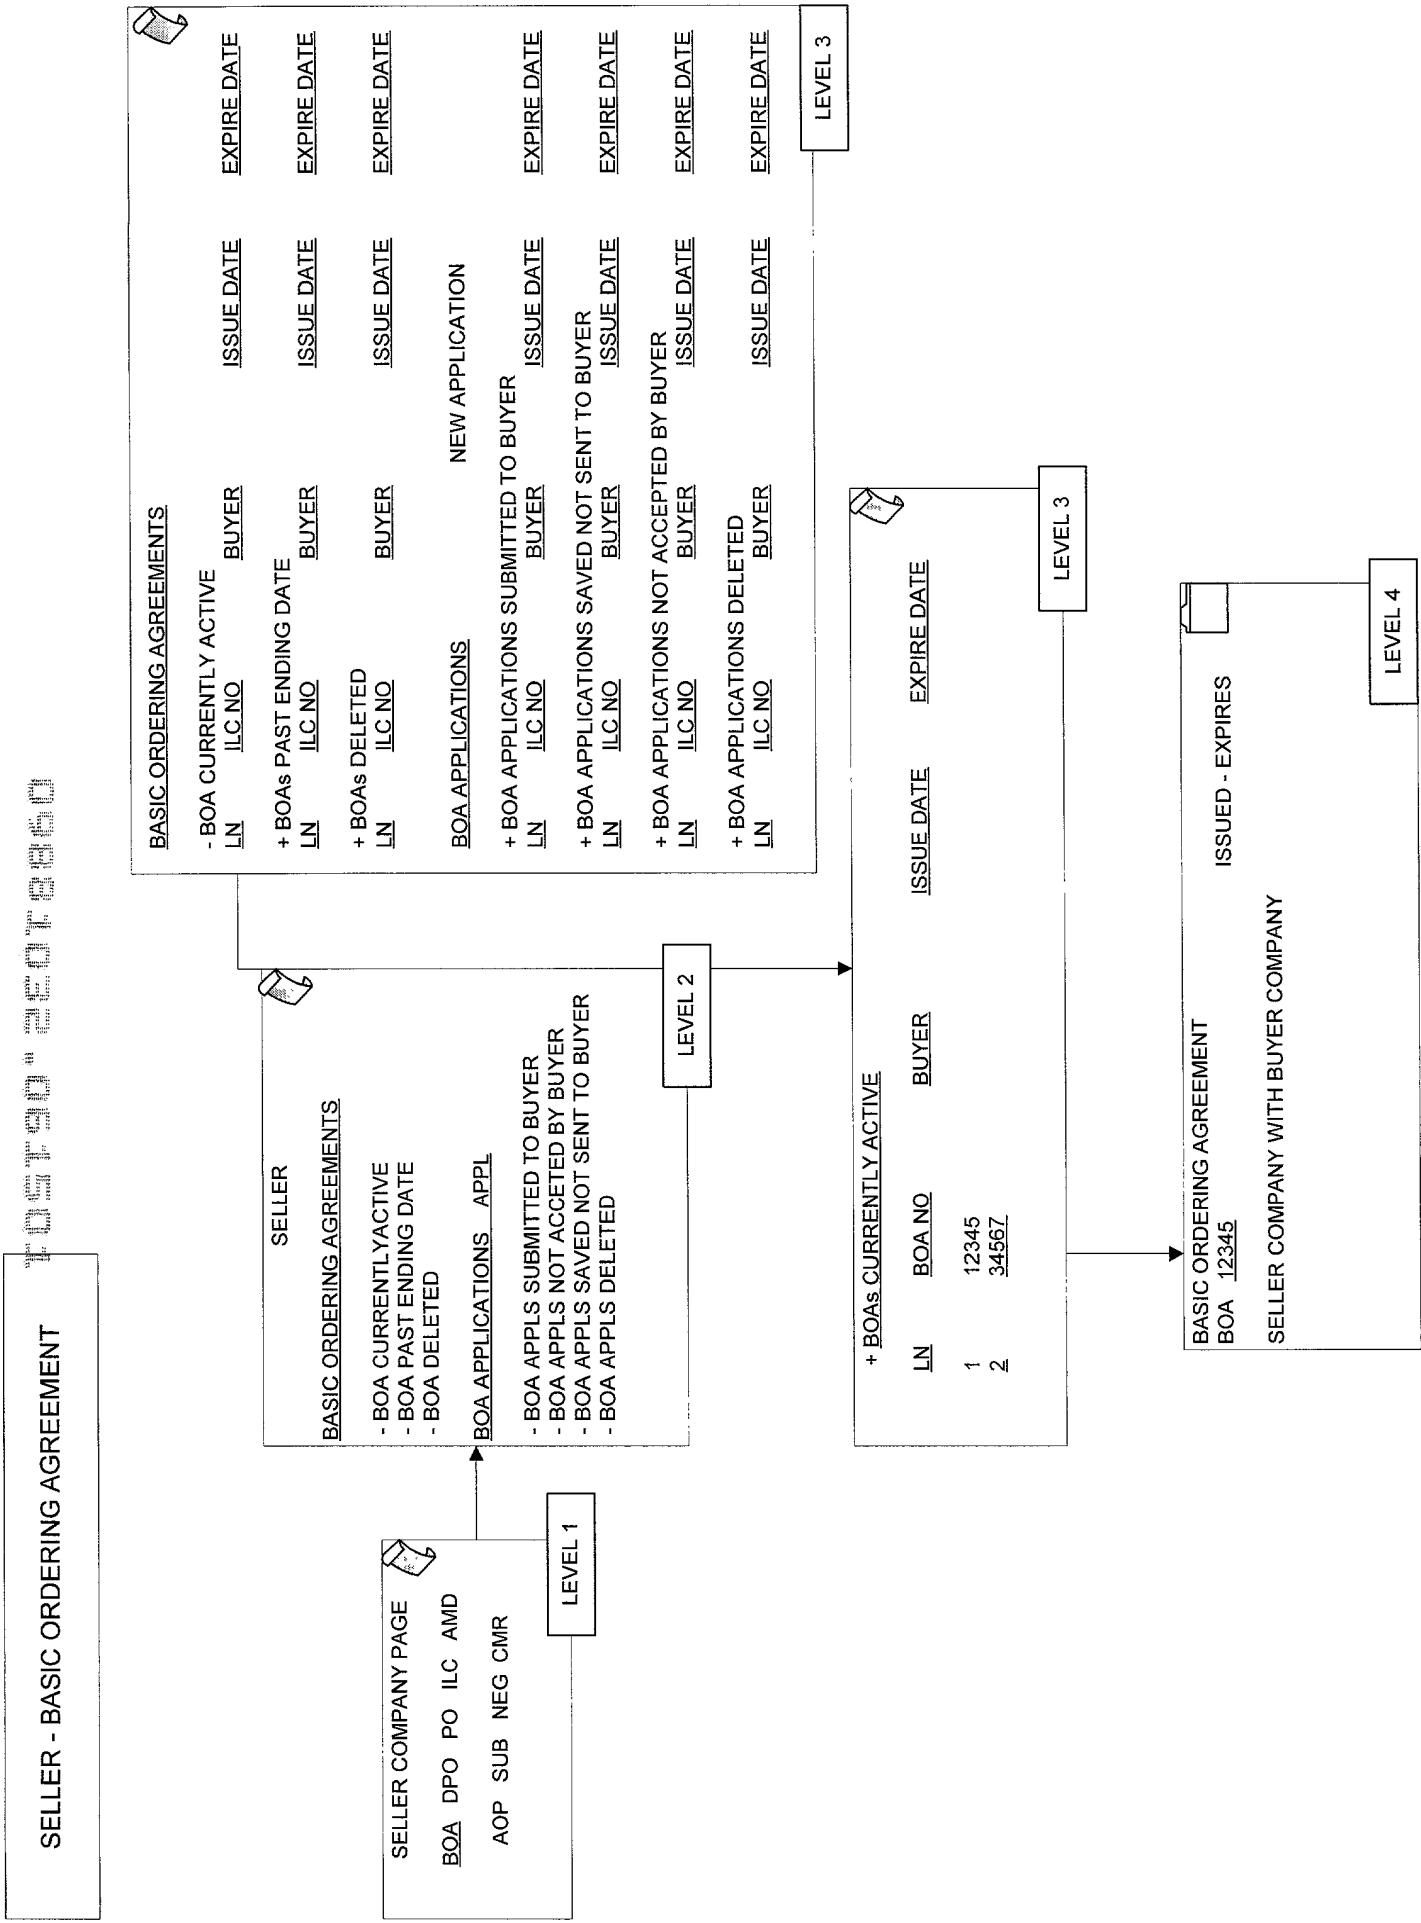 SELLER - BASIC ORDERING AGREEMENT
SELLER COMPANY PAGE
BOA DPO PO ILC AMD
AOP SUB NEG CMR
LEVEL 1
SELLER
BASIC ORDERING AGREEMENTS
- BOA CURRENTLYACTIVE
- BOA PAST ENDING DATE
- BOA DELETED
BOA APPLICATIONS APPL
- BOA APPLS SUBMITTED TO BUYER
- BOA APPLS NOT ACCETED BY BUYER
- BOA APPLS SAVED NOT SENT TO BUYER
- BOA APPLS DELETED
LEVEL 2
BASIC ORDERING AGREEMENTS
- BOA CURRENTLY ACTIVE
LN ILC NO BUYER ISSUE DATE EXPIRE DATE
+ BOAs PAST ENDING DATE
LN ILC NO BUYER ISSUE DATE EXPIRE DATE
+ BOAs DELETED
LN ILC NO BUYER ISSUE DATE EXPIRE DATE
BOA APPLICATIONS NEW APPLICATION
+ BOA APPLICATIONS SUBMITTED TO BUYER
LN ILC NO BUYER ISSUE DATE EXPIRE DATE
+ BOA APPLICATIONS SAVED NOT SENT TO BUYER
LN ILC NO BUYER ISSUE DATE EXPIRE DATE
+ BOA APPLICATIONS NOT ACCEPTED BY BUYER
LN ILC NO BUYER ISSUE DATE EXPIRE DATE
+ BOA APPLICATIONS DELETED
LN ILC NO BUYER ISSUE DATE EXPIRE DATE
LEVEL 3
+ BOAs CURRENTLY ACTIVE
LN BOA NO BUYER ISSUE DATE EXPIRE DATE
1 12345
2 34567
LEVEL 3
BASIC ORDERING AGREEMENT
BOA 12345 ISSUED - EXPIRES
SELLER COMPANY WITH BUYER COMPANY
LEVEL 4